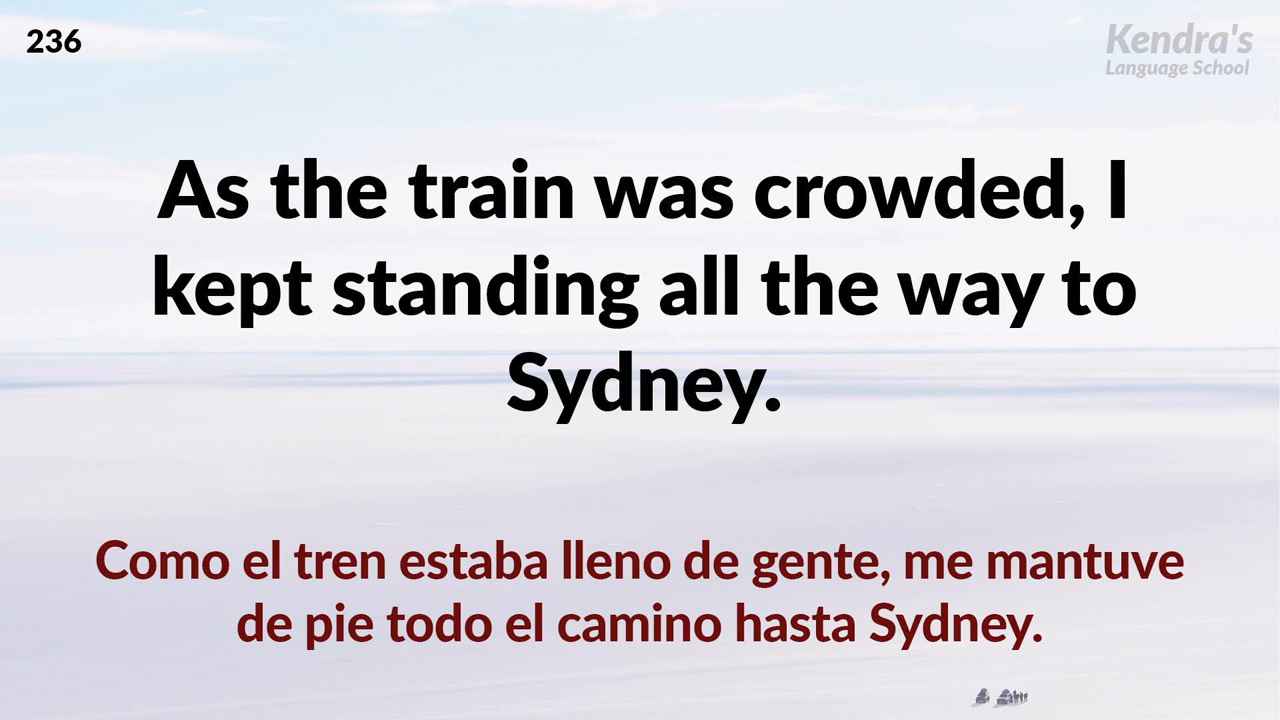 236
Kendra's
Language School
As the train was crowded, I
kept standing all the way to
Sydney.
Como el tren estaba lleno de gente, me mantuve
de pie todo el camino hasta Sydney.